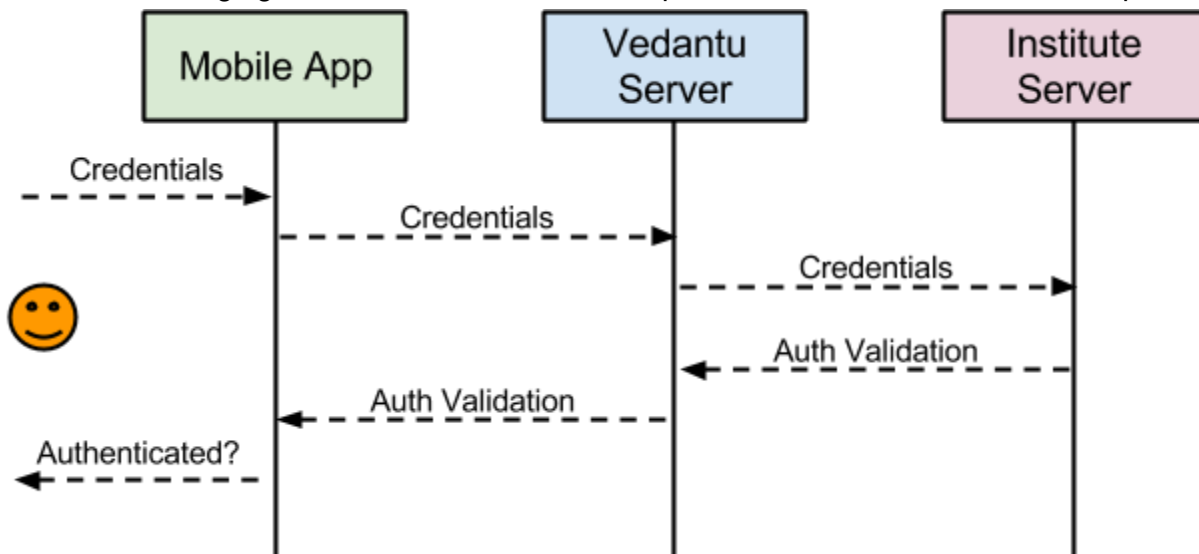 Mobile App
Vedantu
Server
Institute
Server
Credentials
Credentials
Credentials
Auth Validation
Auth Validation
Authenticated?